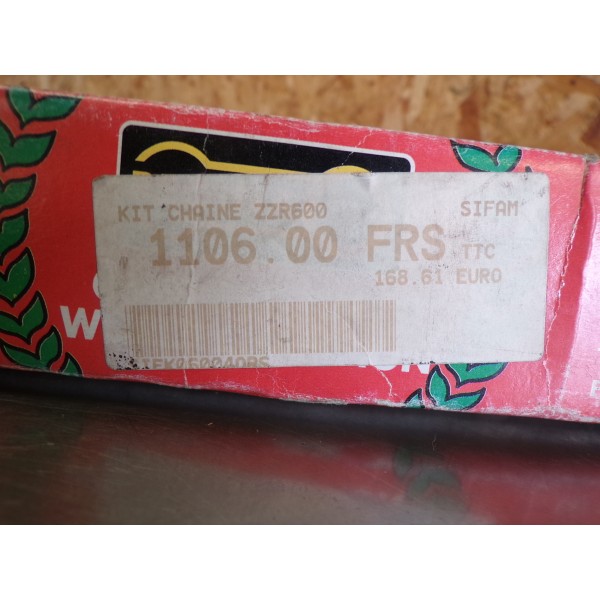 KIT CHAINE ZZR600 SIFAM
1106.00 FRS TTC
168.61 EURO